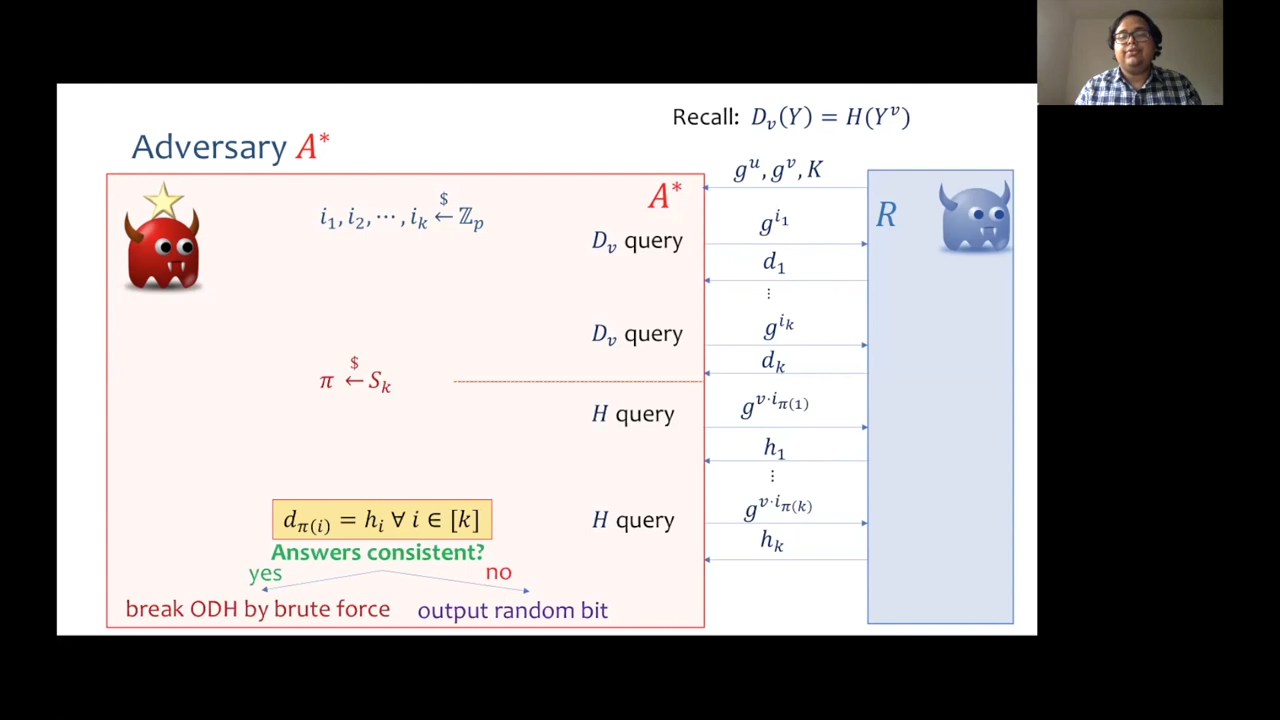 Recall: D_v(Y) = H(Y^v)
Adversary A*
g^u, g^v, K
A*
R
i_1, i_2, ⋯, i_k ←$ ℤ_p
g^{i_1}
D_v query
d_1
⋮
D_v query
g^{i_k}
d_k
π ←$ S_k
H query
g^{v·i_{π(1)}}
h_1
⋮
d_{π(i)} = h_i ∀ i ∈ [k]
H query
g^{v·i_{π(k)}}
h_k
Answers consistent?
yes
no
break ODH by brute force
output random bit